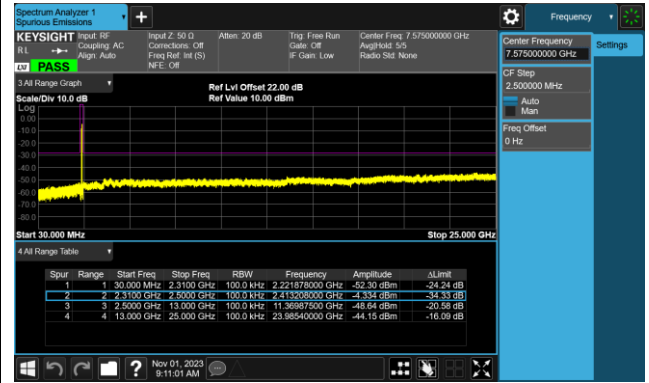 Spectrum Analyzer 1
Spurious Emissions
Frequency
KEYSIGHT Input: RF Input Z: 50 Ω Atten: 20 dB Trig: Free Run Center Freq: 7.575000000 GHz
RL Coupling: AC Corrections: Off Gate: Off Avg|Hold: 5/5
Align: Auto Freq Ref: Int (S) IF Gain: Low Radio Std: None
NFE: Off
LXI PASS
Center Frequency
7.575000000 GHz
Settings
CF Step
2.500000 MHz
Auto
Man
Freq Offset
0 Hz
3 All Range Graph
Ref Lvl Offset 22.00 dB
Scale/Div 10.0 dB Ref Value 10.00 dBm
Log
0.00
-10.0
-20.0
-30.0
-40.0
-50.0
-60.0
-70.0
-80.0
Start 30.000 MHz Stop 25.000 GHz
4 All Range Table
Spur Range Start Freq Stop Freq RBW Frequency Amplitude ΔLimit
1 1 30.000 MHz 2.3100 GHz 100.0 kHz 2.221878000 GHz -52.30 dBm -24.24 dB
2 2 2.3100 GHz 2.5000 GHz 100.0 kHz 2.413208000 GHz -4.334 dBm -34.33 dB
3 3 2.5000 GHz 13.000 GHz 100.0 kHz 11.36987500 GHz -48.64 dBm -20.58 dB
4 4 13.000 GHz 25.000 GHz 100.0 kHz 23.98540000 GHz -44.15 dBm -16.09 dB
Nov 01, 2023
9:11:01 AM